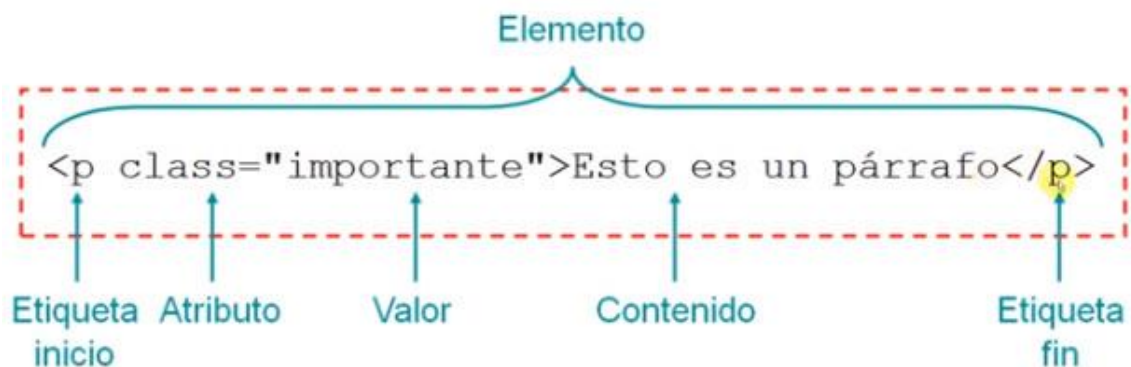 Elemento
<p class="importante">Esto es un párrafo</p>
Etiqueta inicio
Atributo
Valor
Contenido
Etiqueta fin